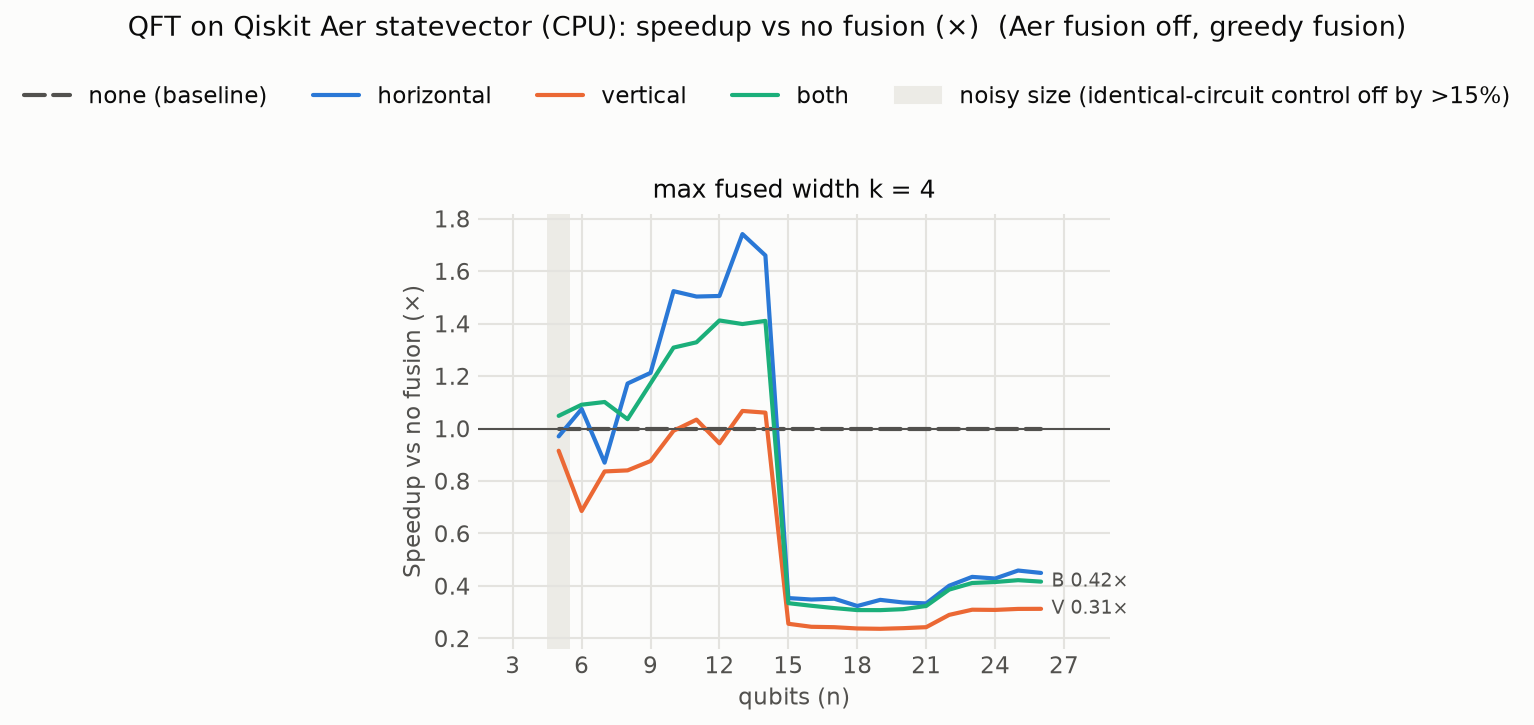 QFT on Qiskit Aer statevector (CPU): speedup vs no fusion (×)  (Aer fusion off, greedy fusion)
none (baseline)
horizontal
vertical
both
noisy size (identical-circuit control off by >15%)
max fused width k = 4
Speedup vs no fusion (×)
1.8
1.6
1.4
1.2
1.0
0.8
0.6
0.4
0.2
B 0.42×
V 0.31×
3 6 9 12 15 18 21 24 27
qubits (n)